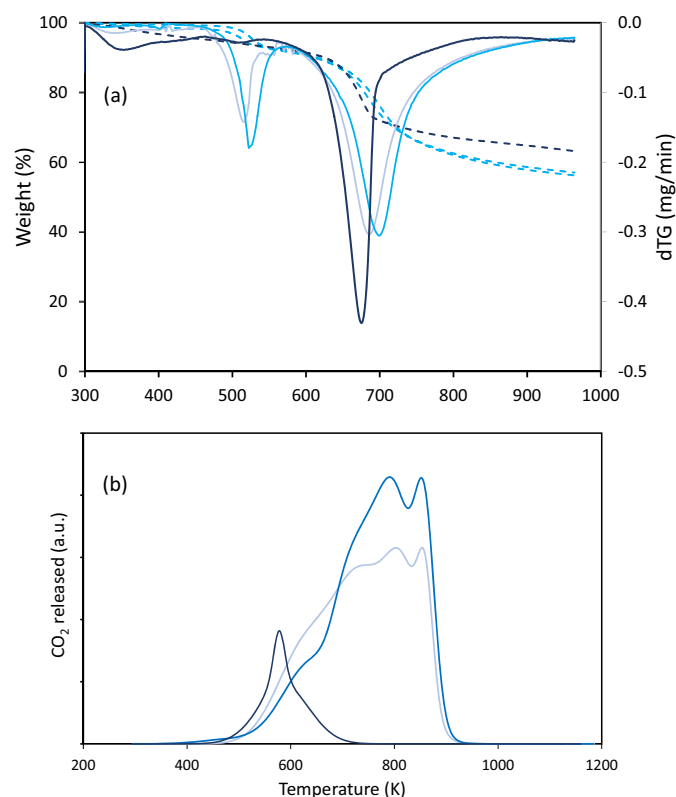 100
80
60
40
20
0
Weight (%)
(a)
0.0
-0.1
-0.2
-0.3
-0.4
-0.5
dTG (mg/min)
300 400 500 600 700 800 900 1000
(b)
CO₂ released (a.u.)
200 400 600 800 1000 1200
Temperature (K)